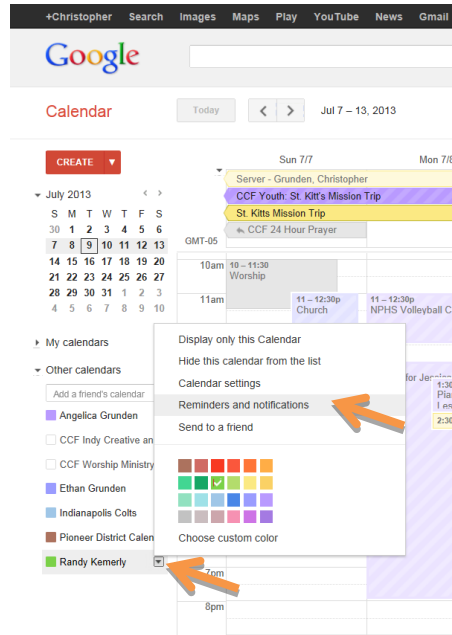 +Christopher Search Images Maps Play YouTube News Gmail
Google
Calendar
Today
Jul 7 – 13, 2013
CREATE
Sun 7/7
Mon 7/8
Server - Grunden, Christopher
CCF Youth: St. Kitt's Mission Trip
St. Kitts Mission Trip
CCF 24 Hour Prayer
GMT-05
July 2013
S M T W T F S
30 1 2 3 4 5 6
7 8 9 10 11 12 13
14 15 16 17 18 19 20
21 22 23 24 25 26 27
28 29 30 31 1 2 3
4 5 6 7 8 9 10
10am
10 – 11:30
Worship
11am
11 – 12:30p
Church
11 – 12:30p
NPHS Volleyball C
My calendars
Other calendars
Add a friend's calendar
Angelica Grunden
CCF Indy Creative an
CCF Worship Ministry
Ethan Grunden
Indianapolis Colts
Pioneer District Calen
Randy Kemerly
Display only this Calendar
Hide this calendar from the list
Calendar settings
Reminders and notifications
Send to a friend
Choose custom color
for
1:30
Pia
Les
2:30
7pm
8pm